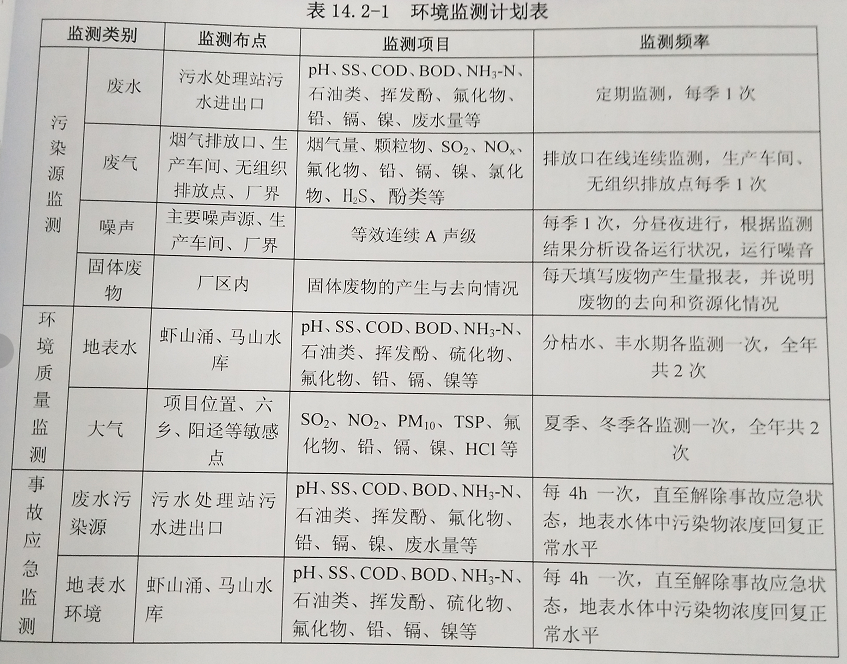 表 14.2-1 环境监测计划表
监测类别 监测布点 监测项目 监测频率
污染源监测
废水
污水处理站污
水进出口
pH、SS、COD、BOD、NH₃-N、
石油类、挥发酚、氟化物、
铅、镉、镍、废水量等
定期监测，每季 1 次
废气
烟气排放口、生
产车间、无组织
排放点、厂界
烟气量、颗粒物、SO₂、NOₓ、
氟化物、铅、镉、镍、氯化
物、H₂S、酚类等
排放口在线连续监测，生产车间、
无组织排放点每季 1 次
噪声
主要噪声源、生
产车间、厂界
等效连续 A 声级
每季 1 次，分昼夜进行，根据监测
结果分析设备运行状况，运行噪音
固体废
物
厂区内
固体废物的产生与去向情况
每天填写废物产生量报表，并说明
废物的去向和资源化情况
环境质量监测
地表水
虾山涌、马山水
库
pH、SS、COD、BOD、NH₃-N、
石油类、挥发酚、硫化物、
氟化物、铅、镉、镍等
分枯水、丰水期各监测一次，全年
共 2 次
大气
项目位置、六
乡、阳迳等敏感
点
SO₂、NO₂、PM₁₀、TSP、氟
化物、铅、镉、镍、HCl 等
夏季、冬季各监测一次，全年共 2
次
事故应急监测
废水污
染源
污水处理站污
水进出口
pH、SS、COD、BOD、NH₃-N、
石油类、挥发酚、氟化物、
铅、镉、镍、废水量等
每 4h 一次，直至解除事故应急状
态，地表水体中污染物浓度回复正
常水平
地表水
环境
虾山涌、马山水
库
pH、SS、COD、BOD、NH₃-N、
石油类、挥发酚、硫化物、
氟化物、铅、镉、镍等
每 4h 一次，直至解除事故应急状
态，地表水体中污染物浓度回复正
常水平